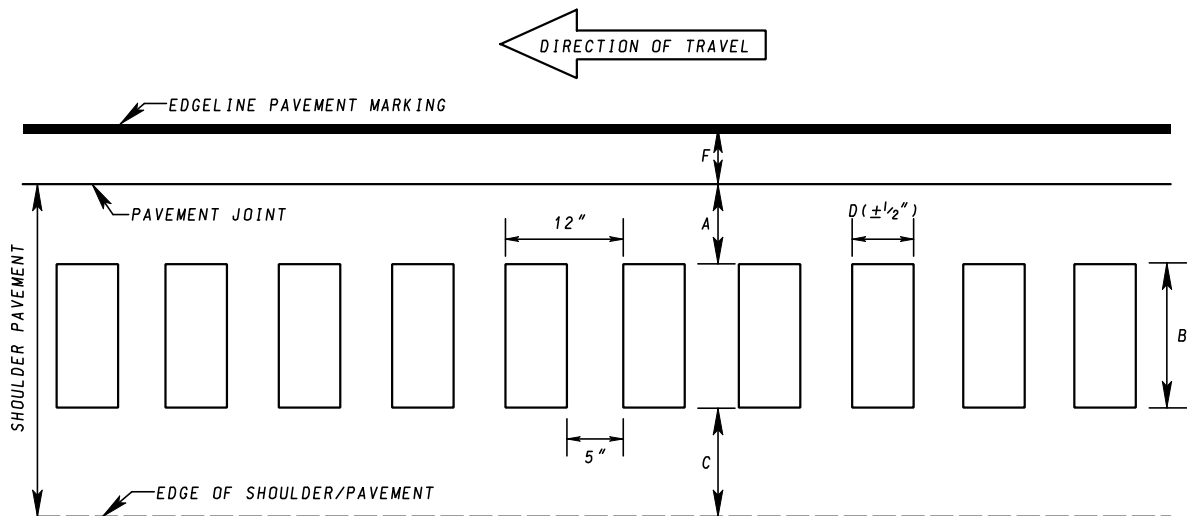 DIRECTION OF TRAVEL
EDGELINE PAVEMENT MARKING
F
PAVEMENT JOINT
12"
A
D(±1/2")
SHOULDER PAVEMENT
B
5"
C
EDGE OF SHOULDER/PAVEMENT